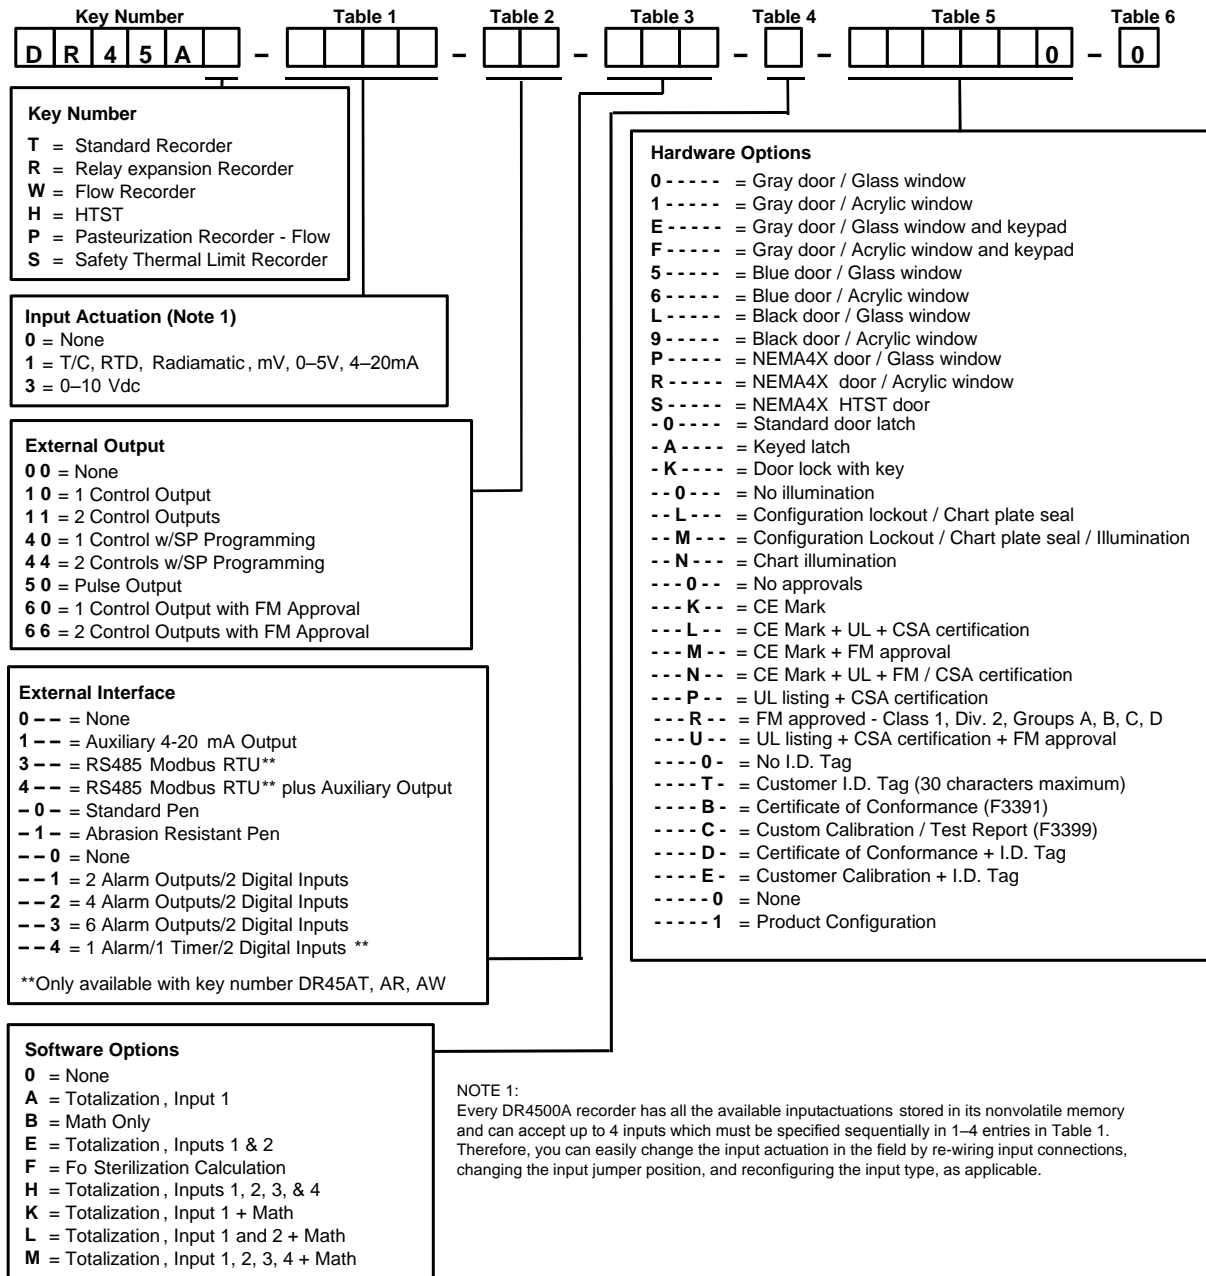 Key Number Table 1 Table 2 Table 3 Table 4 Table 5 Table 6
D R 4 5 A – – – – – 0 – 0
Key Number
T = Standard Recorder
R = Relay expansion Recorder
W = Flow Recorder
H = HTST
P = Pasteurization Recorder - Flow
S = Safety Thermal Limit Recorder
Input Actuation (Note 1)
0 = None
1 = T/C, RTD, Radiamatic, mV, 0–5V, 4–20mA
3 = 0–10 Vdc
External Output
0 0 = None
1 0 = 1 Control Output
1 1 = 2 Control Outputs
4 0 = 1 Control w/SP Programming
4 4 = 2 Controls w/SP Programming
5 0 = Pulse Output
6 0 = 1 Control Output with FM Approval
6 6 = 2 Control Outputs with FM Approval
External Interface
0 – – = None
1 – – = Auxiliary 4-20 mA Output
3 – – = RS485 Modbus RTU**
4 – – = RS485 Modbus RTU** plus Auxiliary Output
– 0 – = Standard Pen
– 1 – = Abrasion Resistant Pen
– – 0 = None
– – 1 = 2 Alarm Outputs/2 Digital Inputs
– – 2 = 4 Alarm Outputs/2 Digital Inputs
– – 3 = 6 Alarm Outputs/2 Digital Inputs
– – 4 = 1 Alarm/1 Timer/2 Digital Inputs **
**Only available with key number DR45AT, AR, AW
Software Options
0 = None
A = Totalization, Input 1
B = Math Only
E = Totalization, Inputs 1 & 2
F = Fo Sterilization Calculation
H = Totalization, Inputs 1, 2, 3, & 4
K = Totalization, Input 1 + Math
L = Totalization, Input 1 and 2 + Math
M = Totalization, Input 1, 2, 3, 4 + Math
Hardware Options
0 - - - - - = Gray door / Glass window
1 - - - - - = Gray door / Acrylic window
E - - - - - = Gray door / Glass window and keypad
F - - - - - = Gray door / Acrylic window and keypad
5 - - - - - = Blue door / Glass window
6 - - - - - = Blue door / Acrylic window
L - - - - - = Black door / Glass window
9 - - - - - = Black door / Acrylic window
P - - - - - = NEMA4X door / Glass window
R - - - - - = NEMA4X door / Acrylic window
S - - - - - = NEMA4X HTST door
- 0 - - - - = Standard door latch
- A - - - - = Keyed latch
- K - - - - = Door lock with key
- - 0 - - - = No illumination
- - L - - - = Configuration lockout / Chart plate seal
- - M - - - = Configuration Lockout / Chart plate seal / Illumination
- - N - - - = Chart illumination
- - - 0 - - = No approvals
- - - K - - = CE Mark
- - - L - - = CE Mark + UL + CSA certification
- - - M - - = CE Mark + FM approval
- - - N - - = CE Mark + UL + FM / CSA certification
- - - P - - = UL listing + CSA certification
- - - R - - = FM approved - Class 1, Div. 2, Groups A, B, C, D
- - - U - - = UL listing + CSA certification + FM approval
- - - - 0 - = No I.D. Tag
- - - - T - = Customer I.D. Tag (30 characters maximum)
- - - - B - = Certificate of Conformance (F3391)
- - - - C - = Custom Calibration / Test Report (F3399)
- - - - D - = Certificate of Conformance + I.D. Tag
- - - - E - = Customer Calibration + I.D. Tag
- - - - - 0 = None
- - - - - 1 = Product Configuration
NOTE 1:
Every DR4500A recorder has all the available inputactuations stored in its nonvolatile memory
and can accept up to 4 inputs which must be specified sequentially in 1–4 entries in Table 1.
Therefore, you can easily change the input actuation in the field by re-wiring input connections,
changing the input jumper position, and reconfiguring the input type, as applicable.